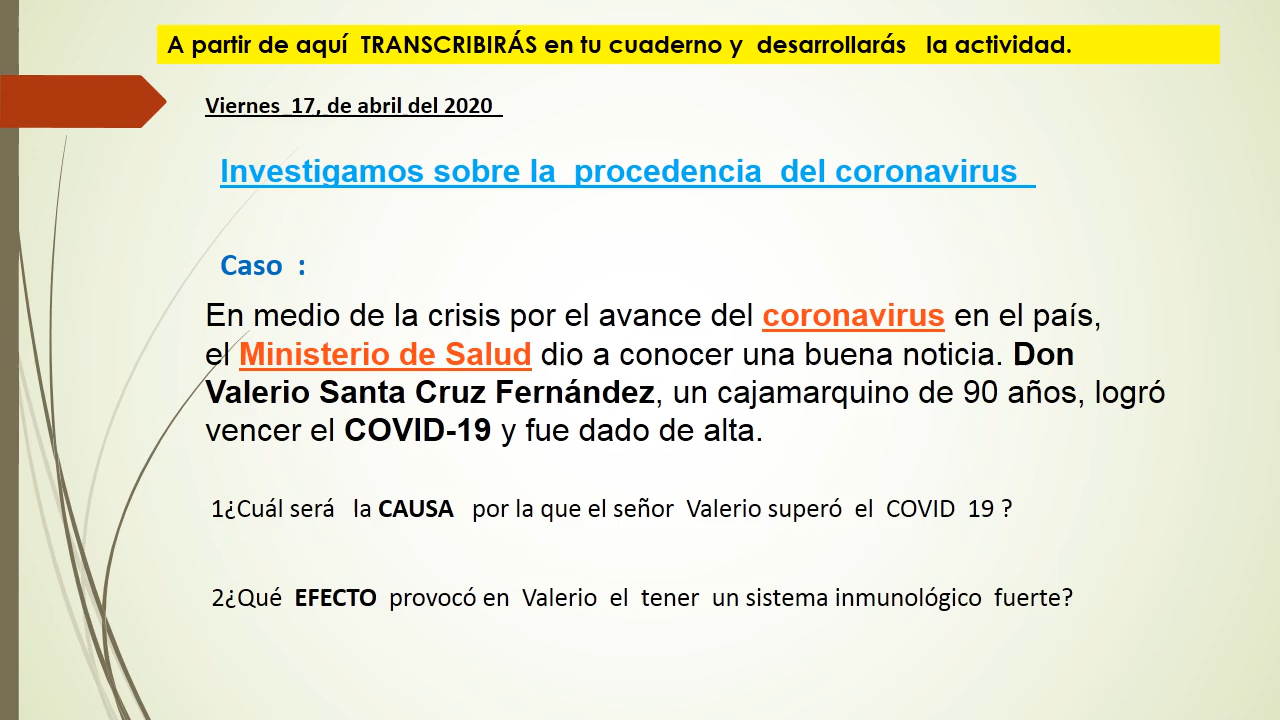 A partir de aquí TRANSCRIBIRÁS en tu cuaderno y desarrollarás la actividad.
Viernes 17, de abril del 2020
Investigamos sobre la procedencia del coronavirus
Caso :
En medio de la crisis por el avance del coronavirus en el país,
el Ministerio de Salud dio a conocer una buena noticia. Don
Valerio Santa Cruz Fernández, un cajamarquino de 90 años, logró
vencer el COVID-19 y fue dado de alta.
1¿Cuál será la CAUSA por la que el señor Valerio superó el COVID 19 ?
2¿Qué EFECTO provocó en Valerio el tener un sistema inmunológico fuerte?